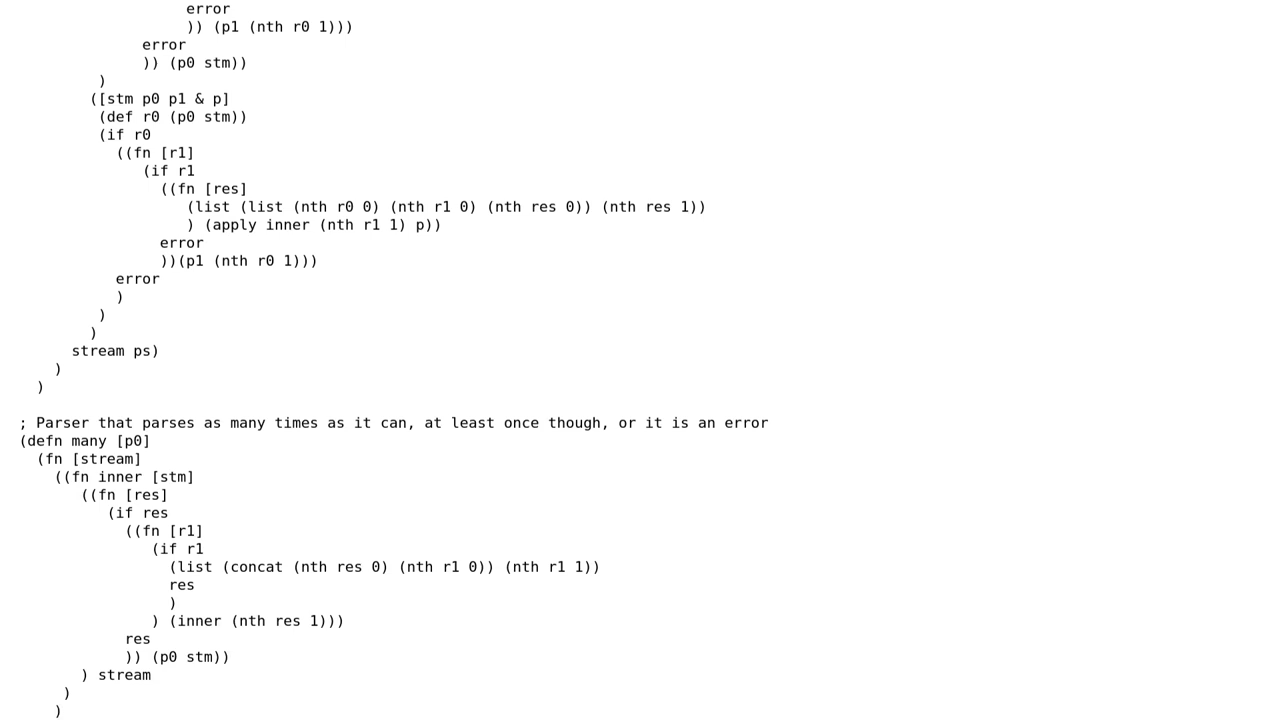 error
)) (p1 (nth r0 1)))
error
)) (p0 stm))
)
([stm p0 p1 & p]
(def r0 (p0 stm))
(if r0
((fn [r1]
(if r1
((fn [res]
(list (list (nth r0 0) (nth r1 0) (nth res 0)) (nth res 1))
) (apply inner (nth r1 1) p))
error
))(p1 (nth r0 1)))
error
)
)
)
stream ps)
)
)
; Parser that parses as many times as it can, at least once though, or it is an error
(defn many [p0]
(fn [stream]
((fn inner [stm]
((fn [res]
(if res
((fn [r1]
(if r1
(list (concat (nth res 0) (nth r1 0)) (nth r1 1))
res
)
) (inner (nth res 1)))
res
)) (p0 stm))
) stream
)
)